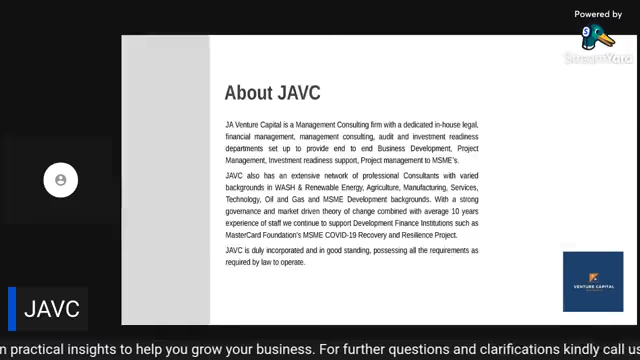 Powered by
StreamYard
About JAVC
JA Venture Capital is a Management Consulting firm with a dedicated in-house legal,
financial management, management consulting, audit and investment readiness
departments set up to provide end to end Business Development, Project
Management, Investment readiness support, Project management to MSME's.
JAVC also has an extensive network of professional Consultants with varied
backgrounds in WASH & Renewable Energy, Agriculture, Manufacturing, Services,
Technology, Oil and Gas and MSME Development backgrounds. With a strong
governance and market driven theory of change combined with average 10 years
experience of staff we continue to support Development Finance Institutions such as
MasterCard Foundation's MSME COVID-19 Recovery and Resilience Project.
JAVC is duly incorporated and in good standing, possessing all the requirements as
required by law to operate.
VENTURE CAPITAL
JAVC
n practical insights to help you grow your business. For further questions and clarifications kindly call us